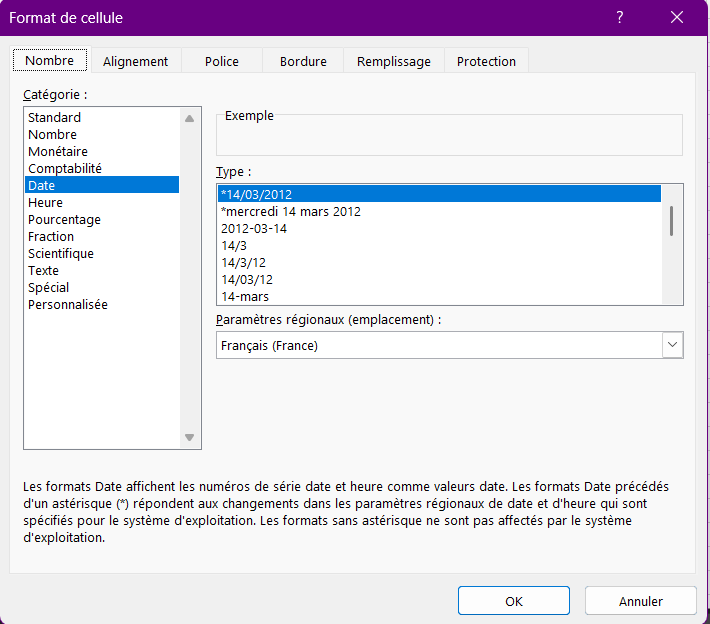 Format de cellule
?
Nombre Alignement Police Bordure Remplissage Protection
Catégorie :
Standard
Nombre
Monétaire
Comptabilité
Date
Heure
Pourcentage
Fraction
Scientifique
Texte
Spécial
Personnalisée
Exemple
Type :
*14/03/2012
*mercredi 14 mars 2012
2012-03-14
14/3
14/3/12
14/03/12
14-mars
Paramètres régionaux (emplacement) :
Français (France)
Les formats Date affichent les numéros de série date et heure comme valeurs date. Les formats Date précédés
d'un astérisque (*) répondent aux changements dans les paramètres régionaux de date et d'heure qui sont
spécifiés pour le système d'exploitation. Les formats sans astérisque ne sont pas affectés par le système
d'exploitation.
OK Annuler